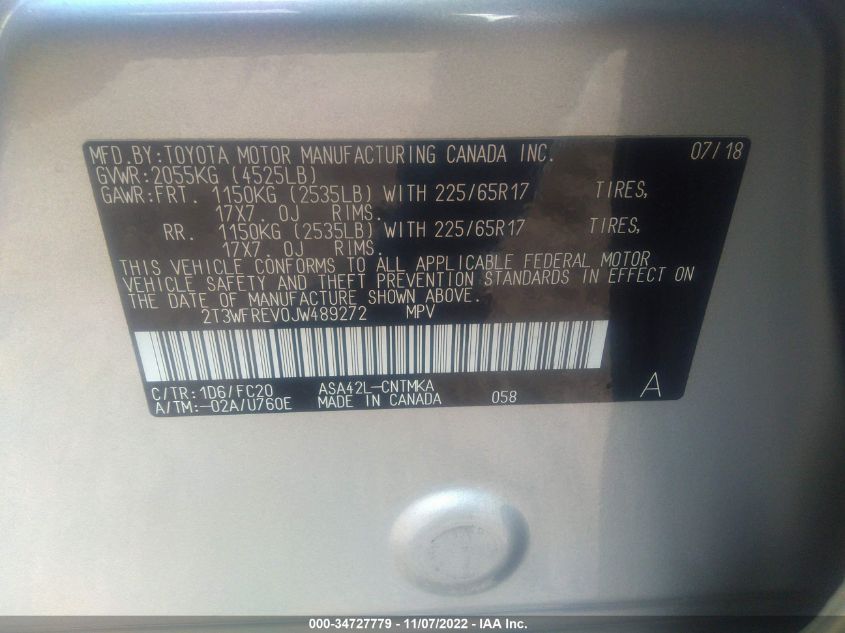 MFD.BY:TOYOTA MOTOR MANUFACTURING CANADA INC. 07/18
GVWR:2055KG (4525LB)
GAWR:FRT. 1150KG (2535LB) WITH 225/65R17 TIRES,
17X7.0J RIMS.
RR. 1150KG (2535LB) WITH 225/65R17 TIRES,
17X7.0J RIMS.
THIS VEHICLE CONFORMS TO ALL APPLICABLE FEDERAL MOTOR
VEHICLE SAFETY AND THEFT PREVENTION STANDARDS IN EFFECT ON
THE DATE OF MANUFACTURE SHOWN ABOVE.
2T3WFREV0JW489272 MPV
C/TR:1D6/FC20 ASA42L-CNTMKA
A/TM:-02A/U760E MADE IN CANADA 058 A
000-34727779 - 11/07/2022 - IAA Inc.